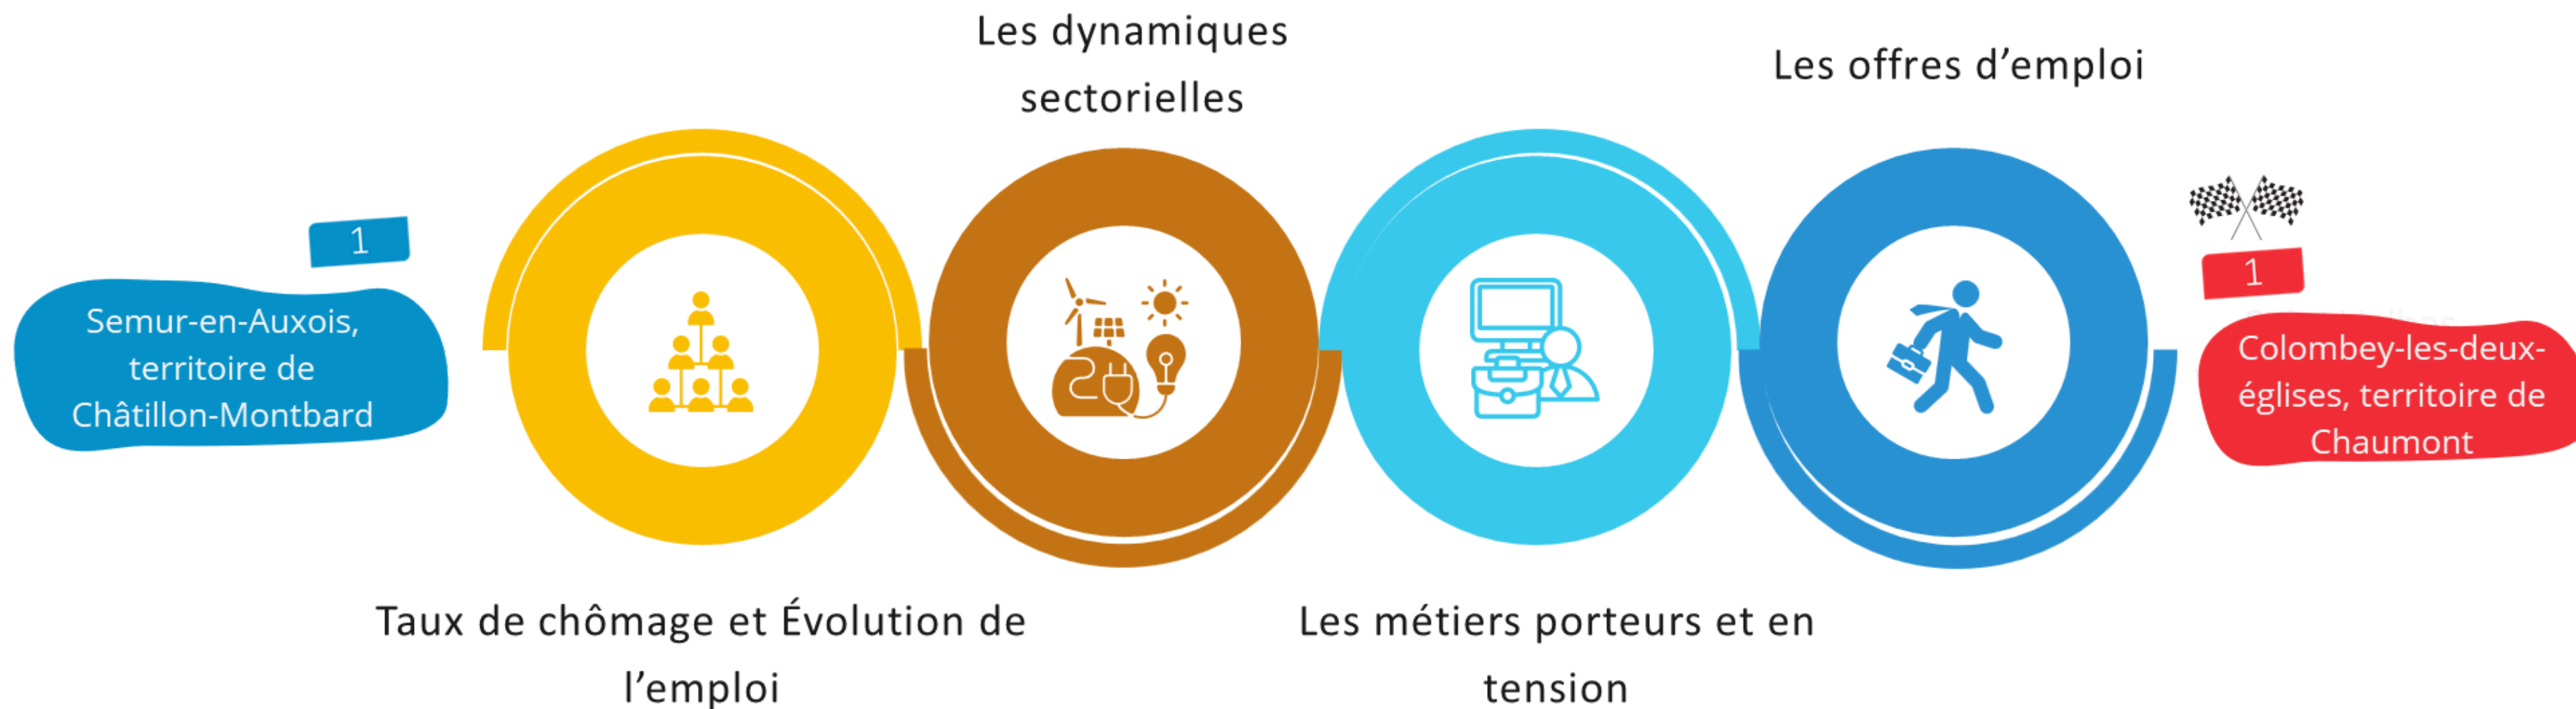 1
Semur-en-Auxois,
territoire de
Châtillon-Montbard
Taux de chômage et Évolution de
l’emploi
Les dynamiques
sectorielles
Les métiers porteurs et en
tension
Les offres d’emploi
1
Colombey-les-deux-
églises, territoire de
Chaumont